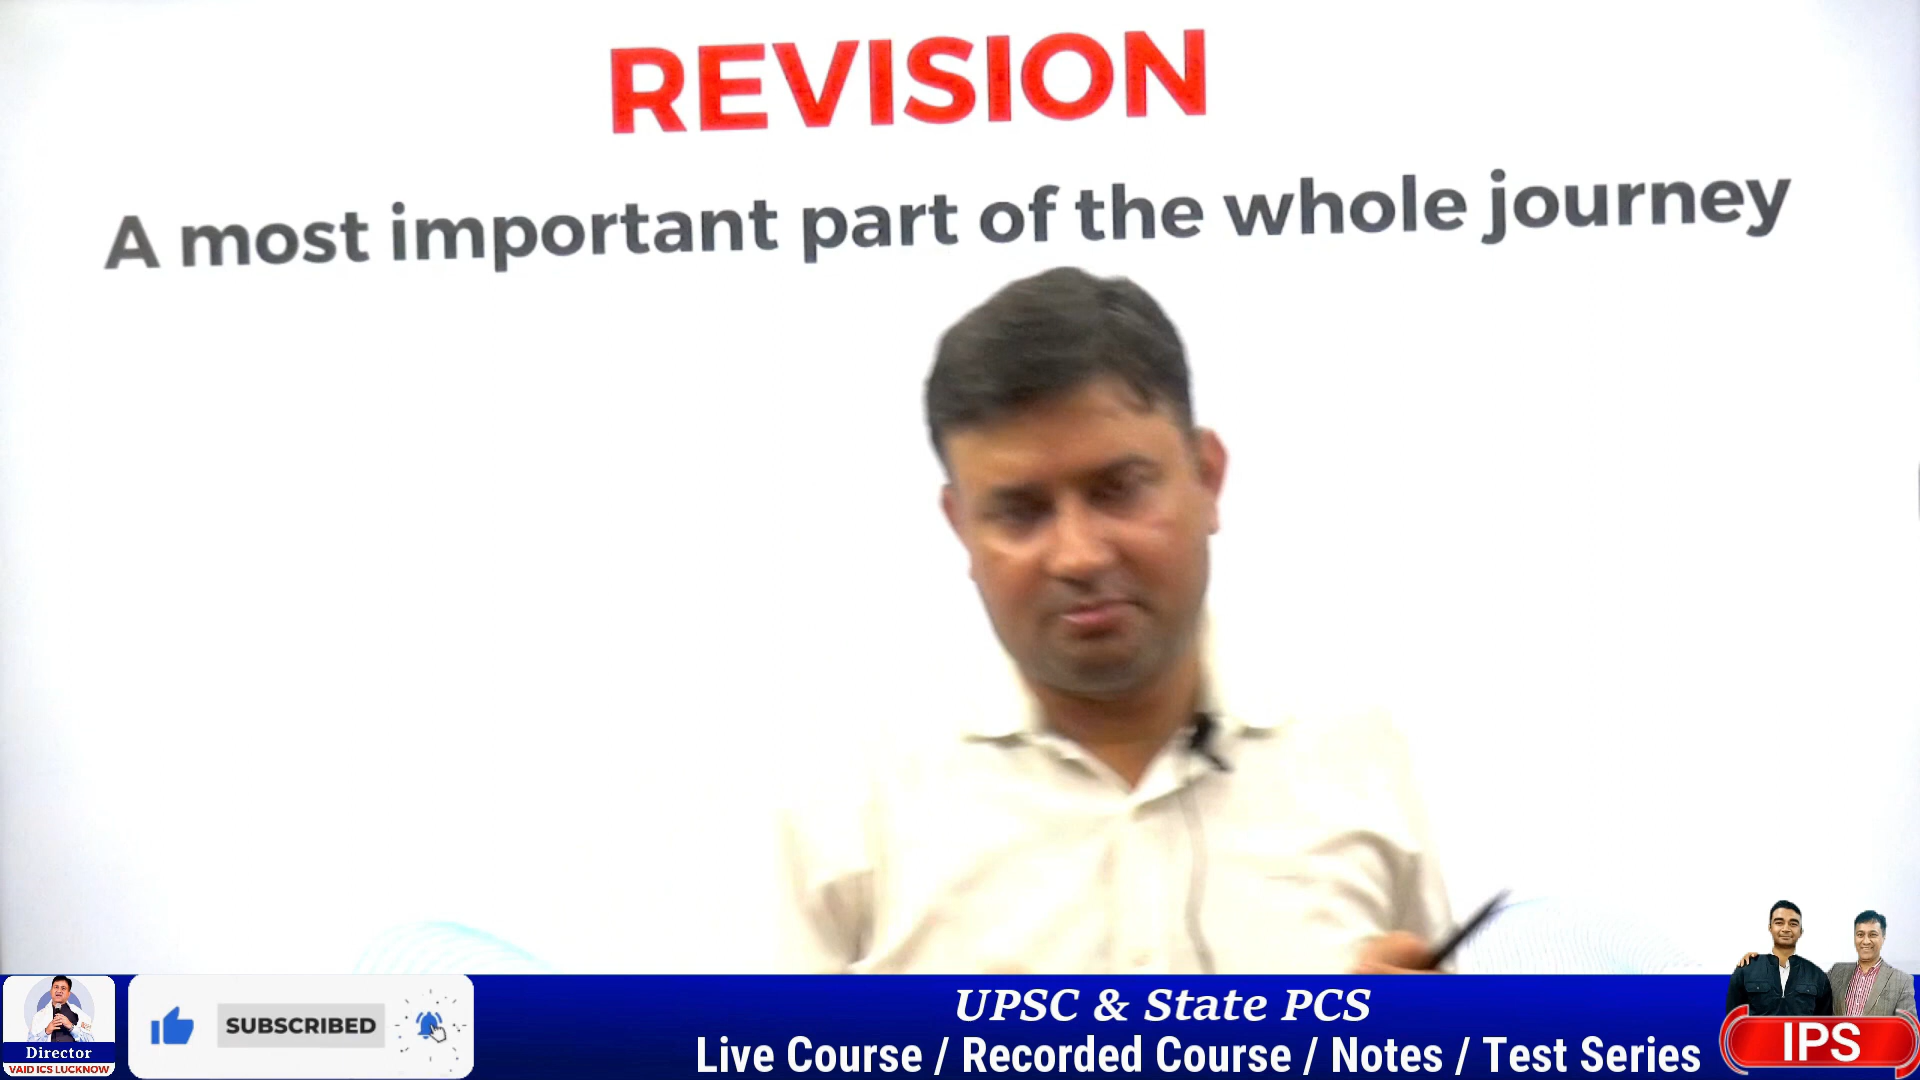 REVISION
A most important part of the whole journey
Director
VAID ICS LUCKNOW
SUBSCRIBED
UPSC & State PCS
Live Course / Recorded Course / Notes / Test Series
IPS